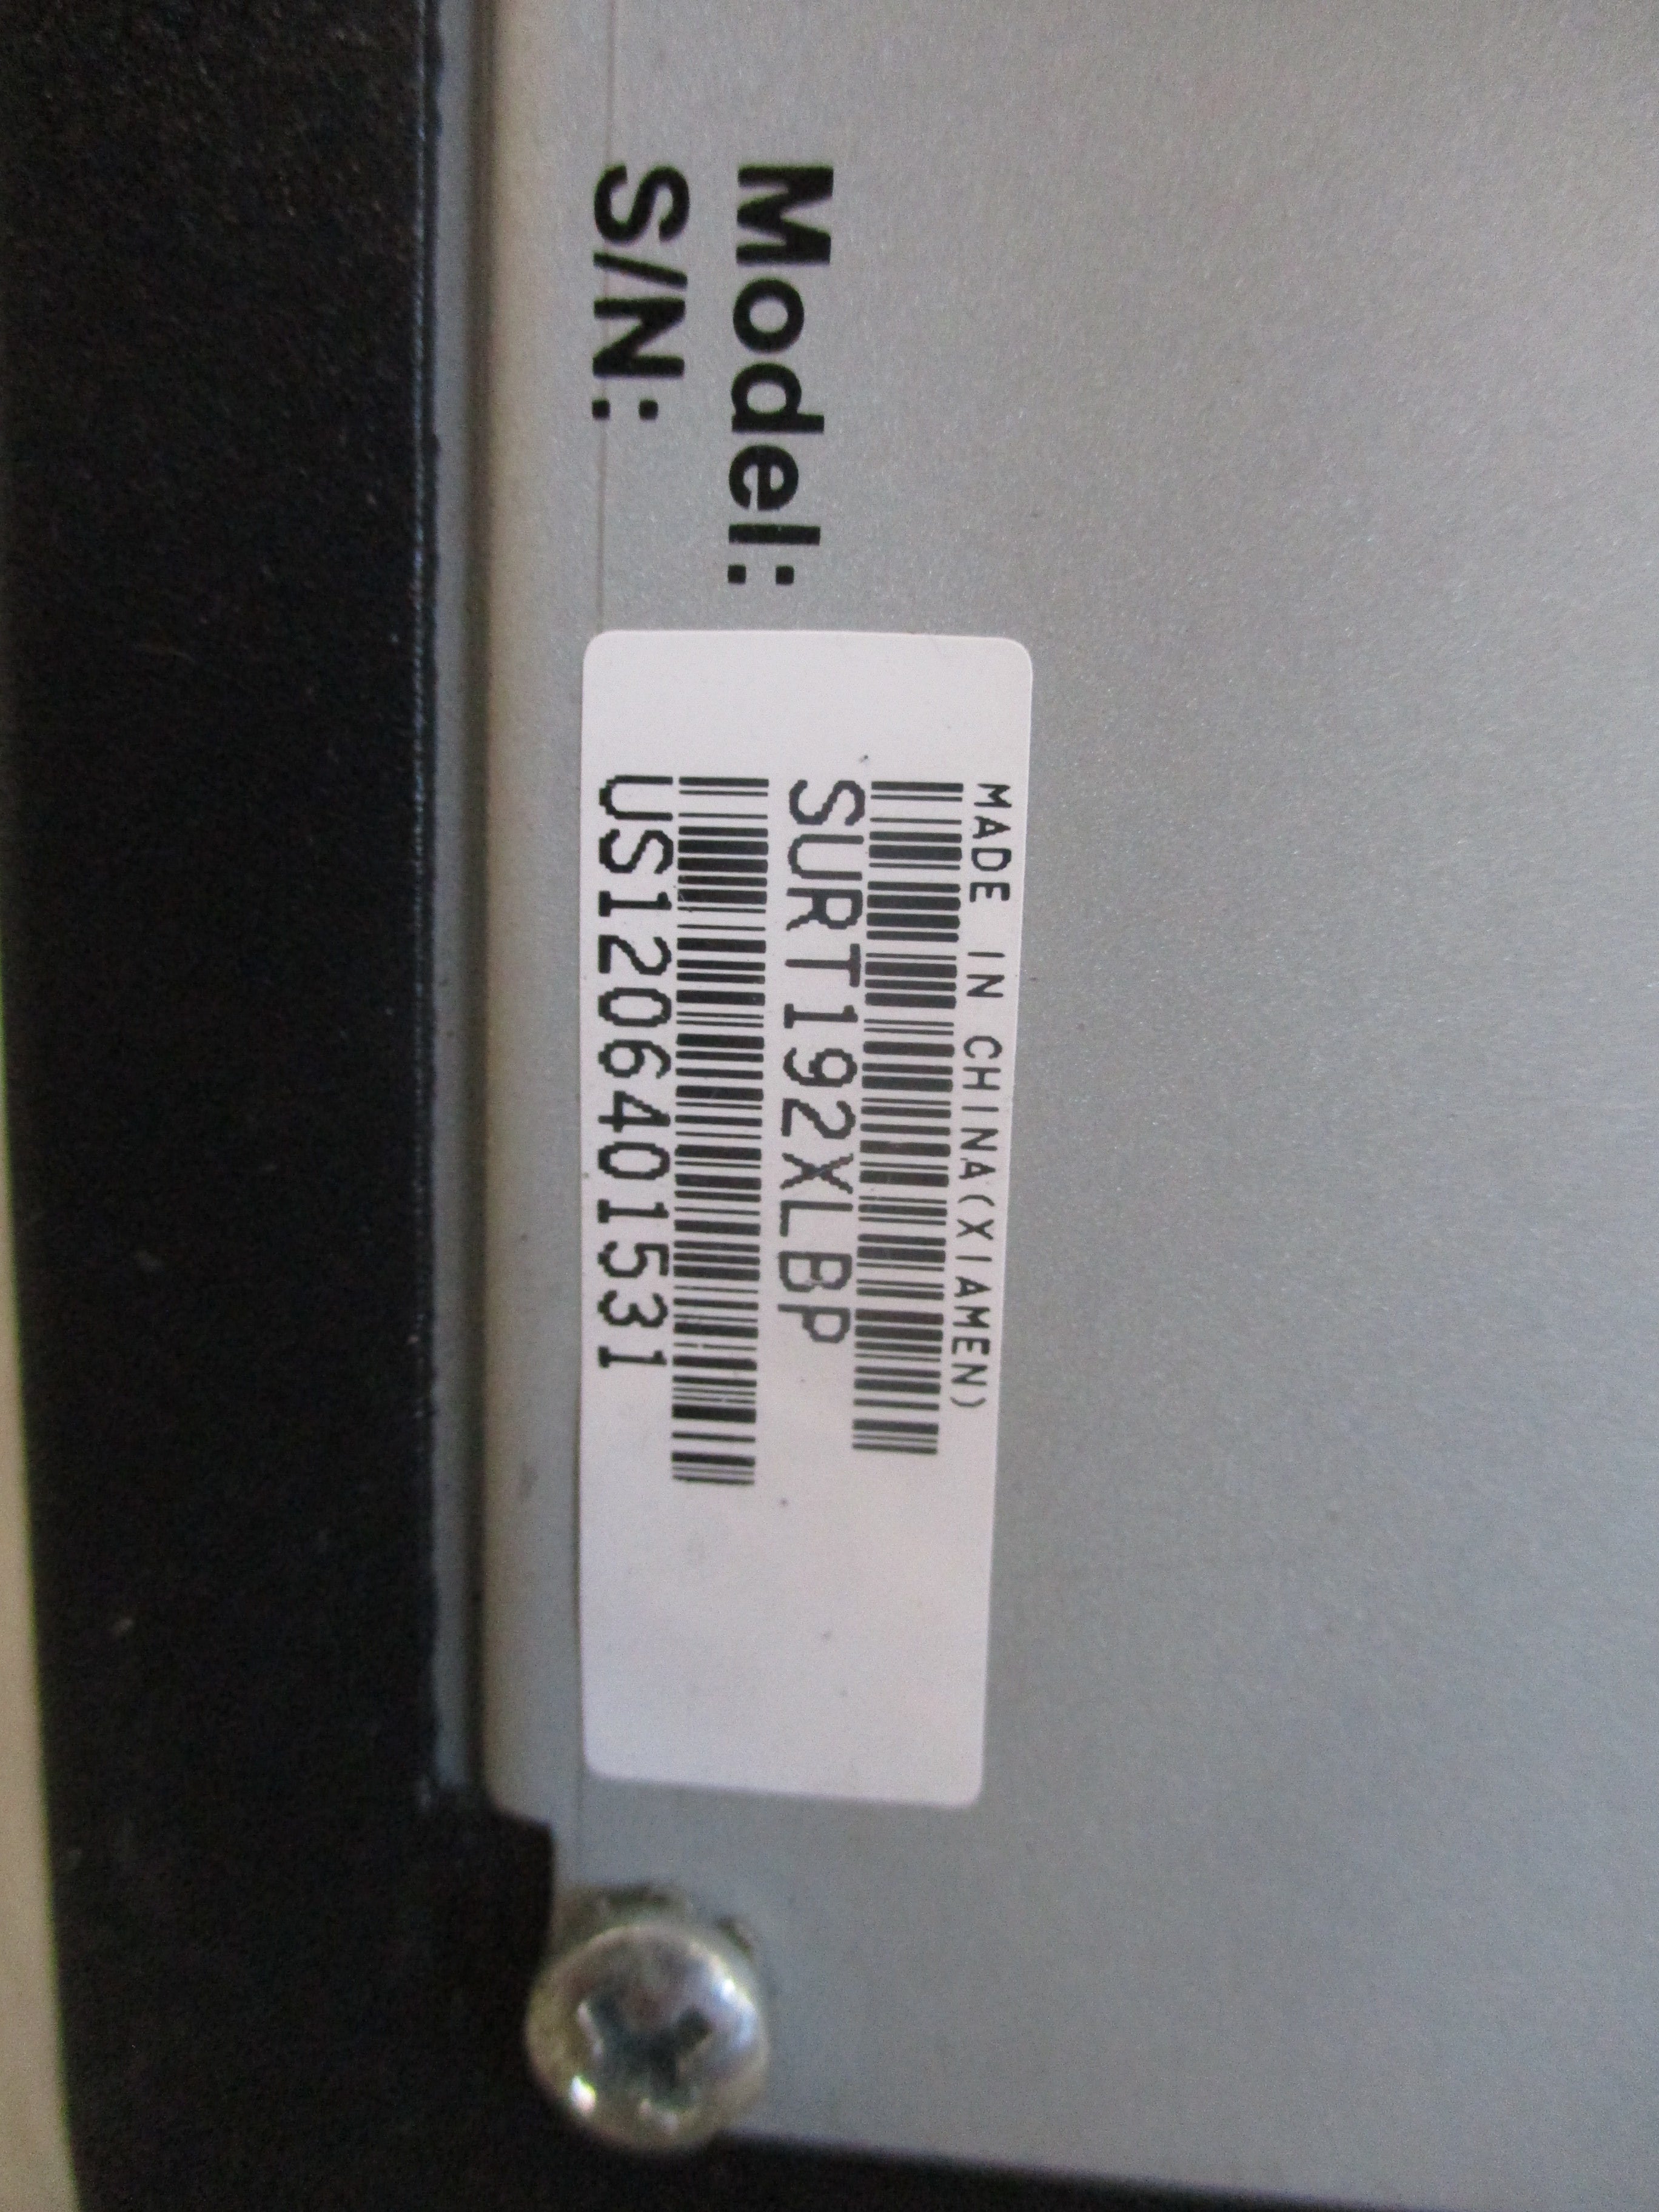 MADE IN CHINA(XIAMEN)
Model: SURT192XLBP
S/N: US1206401531